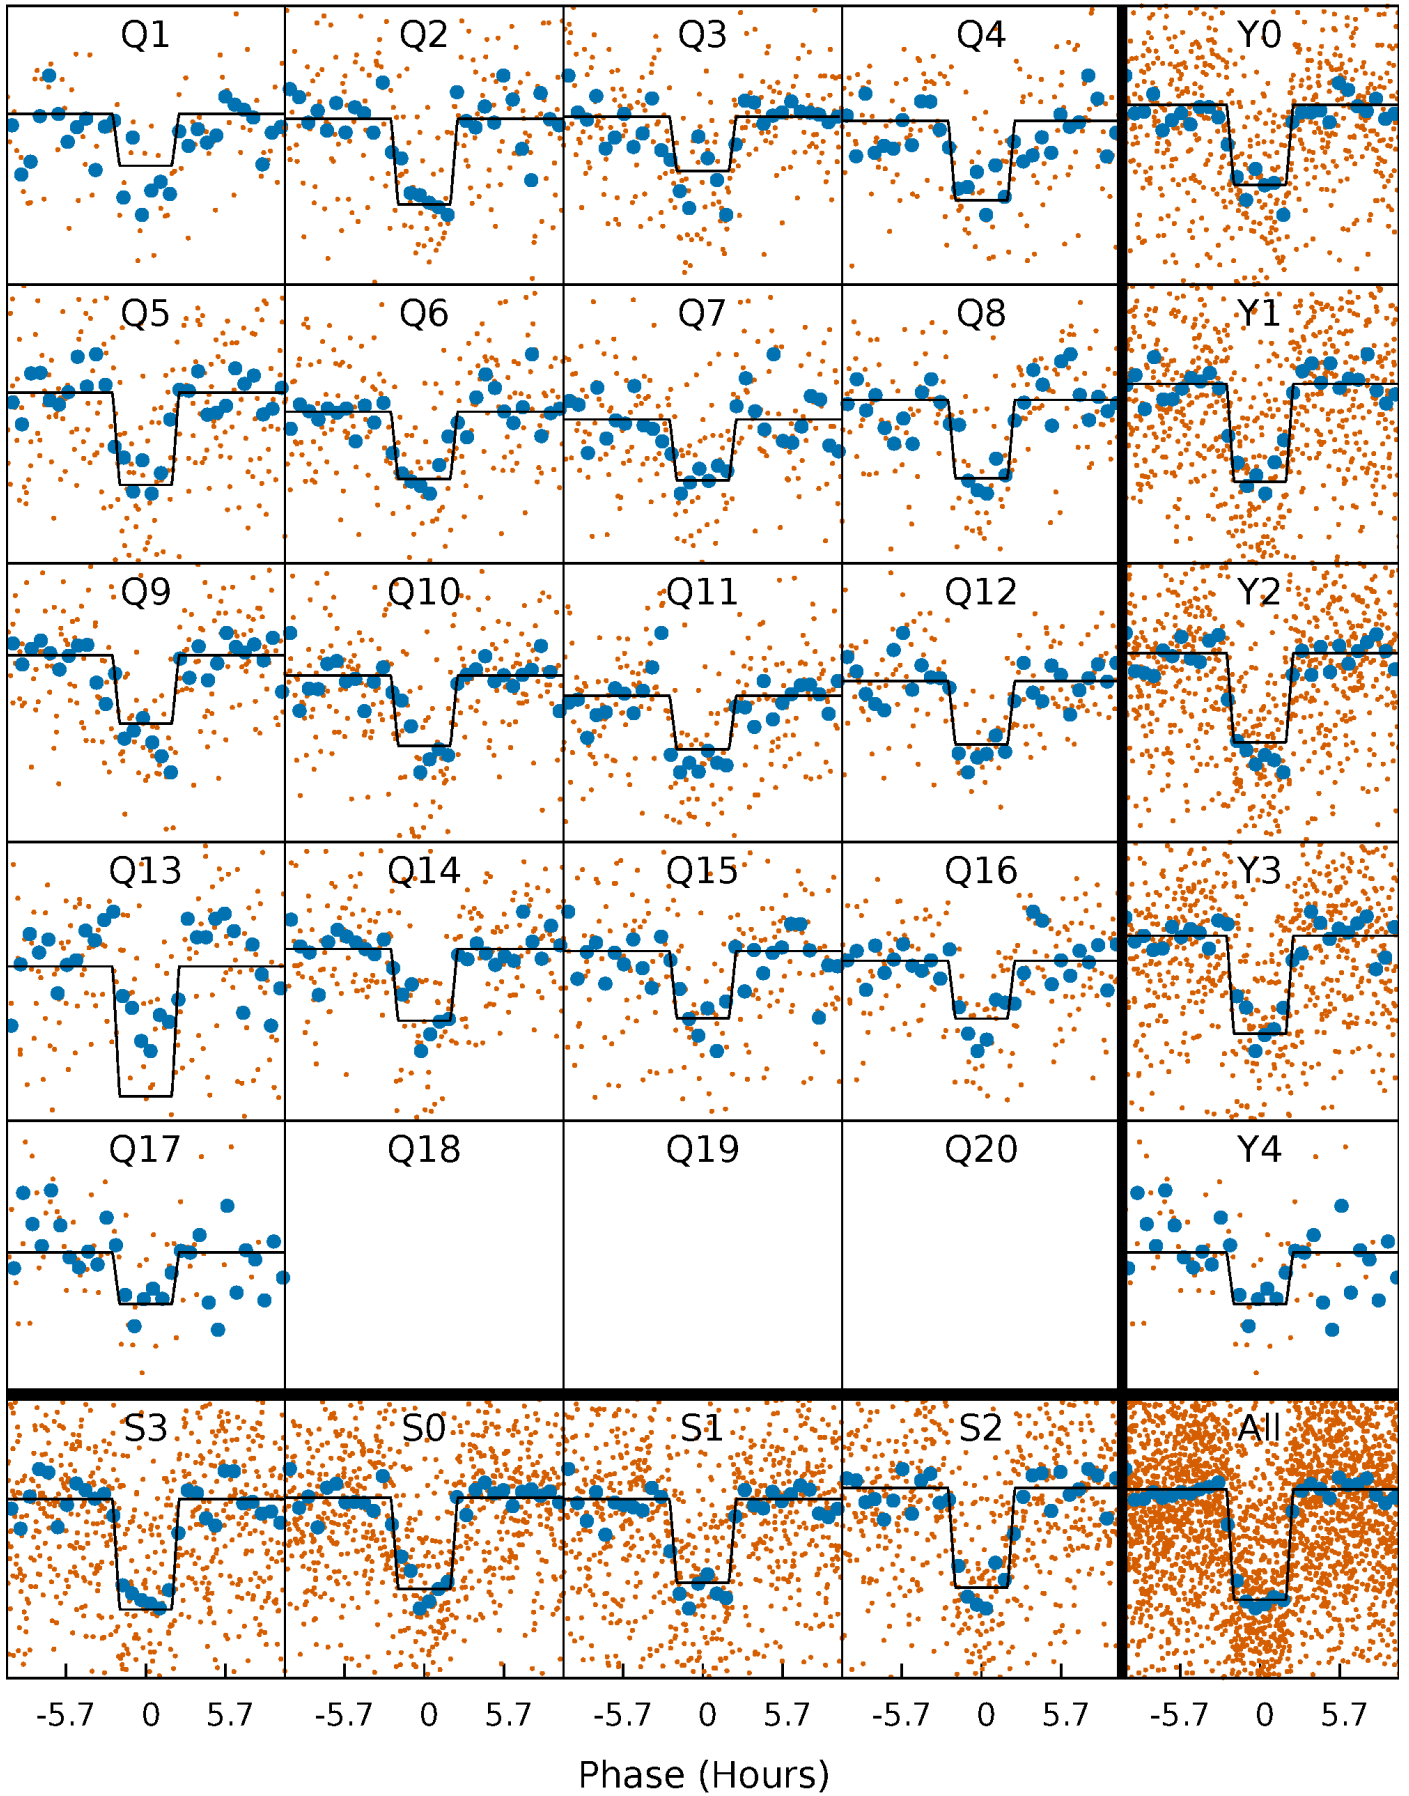 Q1 Q2 Q3 Q4 Y0
Q5 Q6 Q7 Q8 Y1
Q9 Q10 Q11 Q12 Y2
Q13 Q14 Q15 Q16 Y3
Q17 Q18 Q19 Q20 Y4
S3 S0 S1 S2 All
-5.7 0 5.7 -5.7 0 5.7 -5.7 0 5.7 -5.7 0 5.7 -5.7 0 5.7
Phase (Hours)